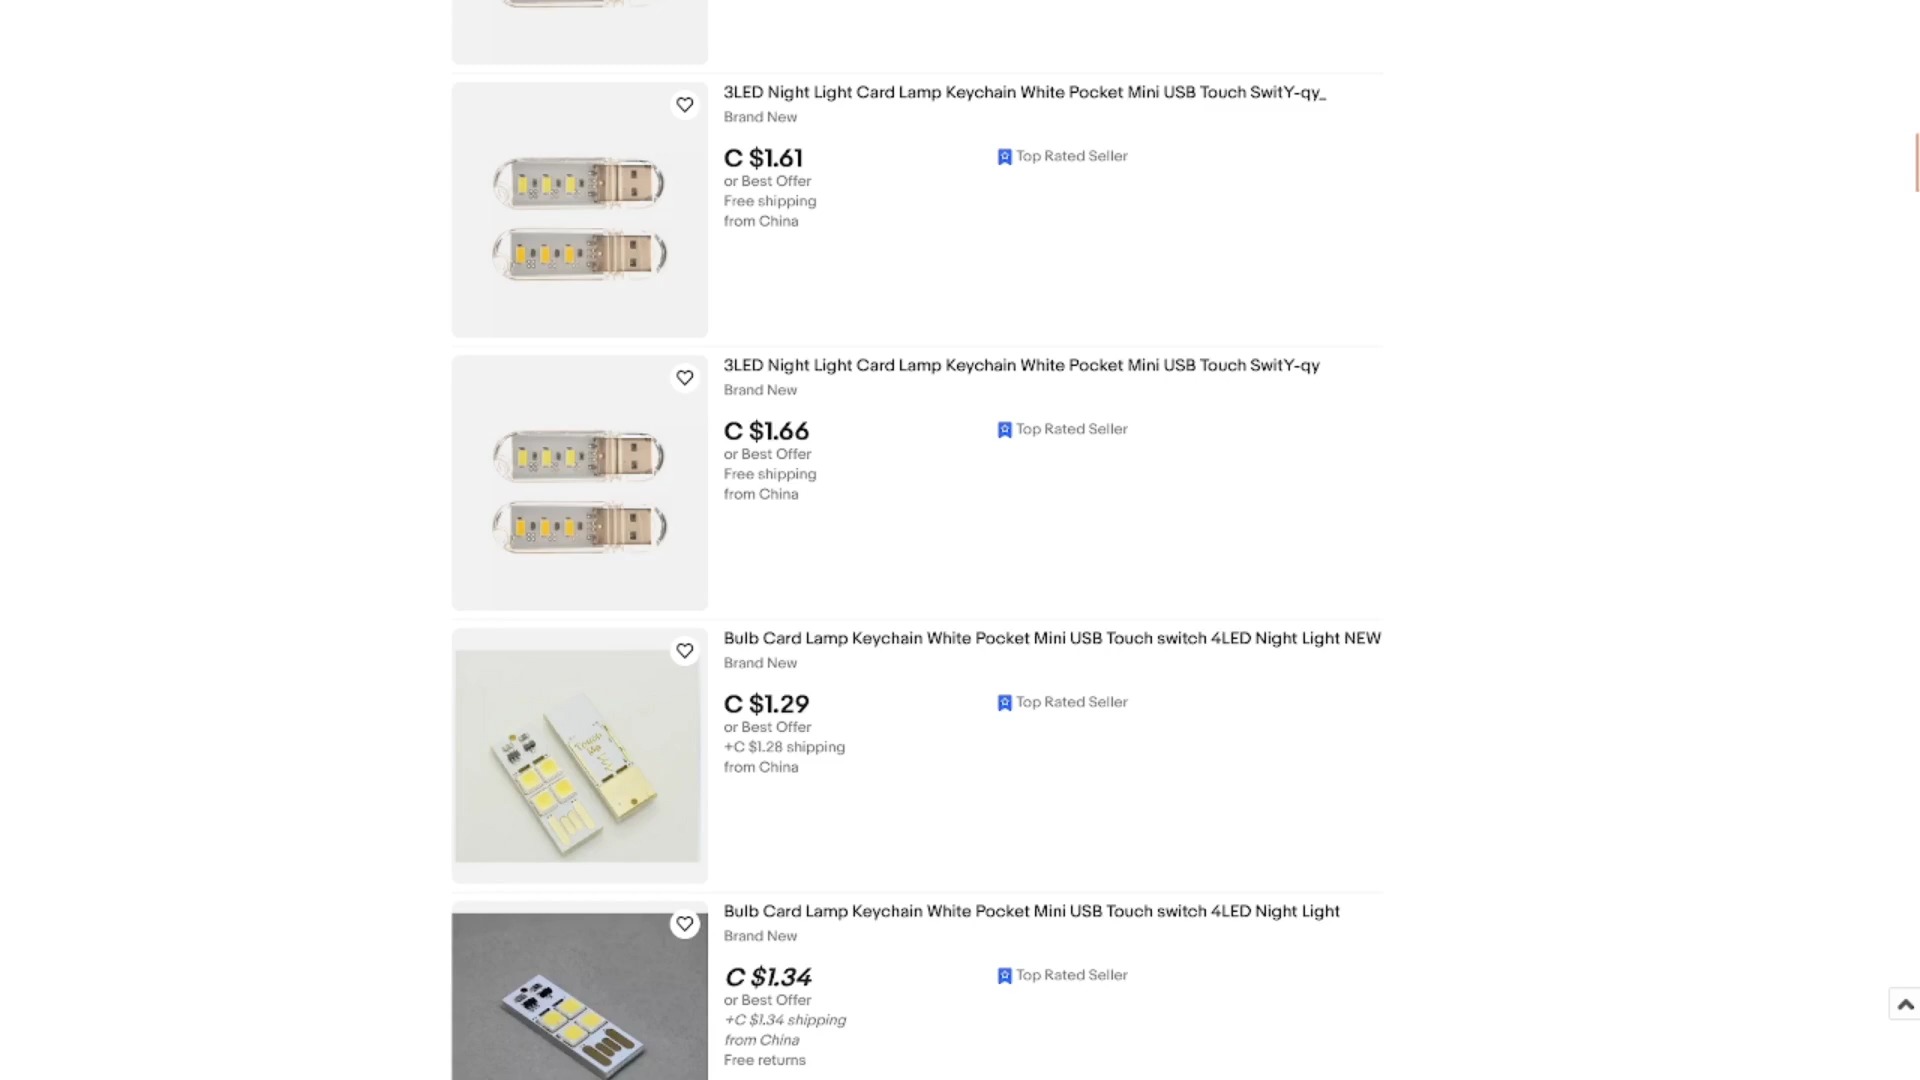 3LED Night Light Card Lamp Keychain White Pocket Mini USB Touch SwitY-qy_
Brand New
C $1.61
Top Rated Seller
or Best Offer
Free shipping
from China
3LED Night Light Card Lamp Keychain White Pocket Mini USB Touch SwitY-qy
Brand New
C $1.66
Top Rated Seller
or Best Offer
Free shipping
from China
Bulb Card Lamp Keychain White Pocket Mini USB Touch switch 4LED Night Light NEW
Brand New
C $1.29
Top Rated Seller
or Best Offer
+C $1.28 shipping
from China
Bulb Card Lamp Keychain White Pocket Mini USB Touch switch 4LED Night Light
Brand New
C $1.34
Top Rated Seller
or Best Offer
+C $1.34 shipping
from China
Free returns